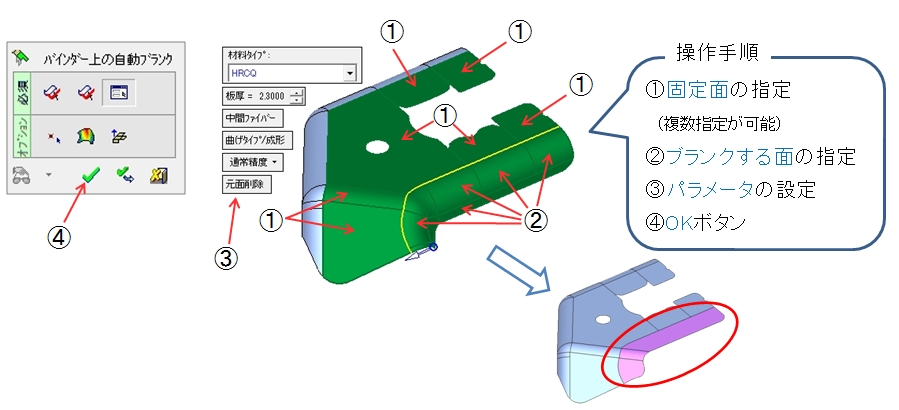 バインダー上の自動ブランク
必須
オプション
④
材料タイプ:
HRCQ
板厚 = 2.3000
中間ファイバー
曲げタイプ/成形
通常精度
元面削除
③
①
①
①
①
①
②
操作手順
①固定面の指定
(複数指定が可能)
②ブランクする面の指定
③パラメータの設定
④OKボタン